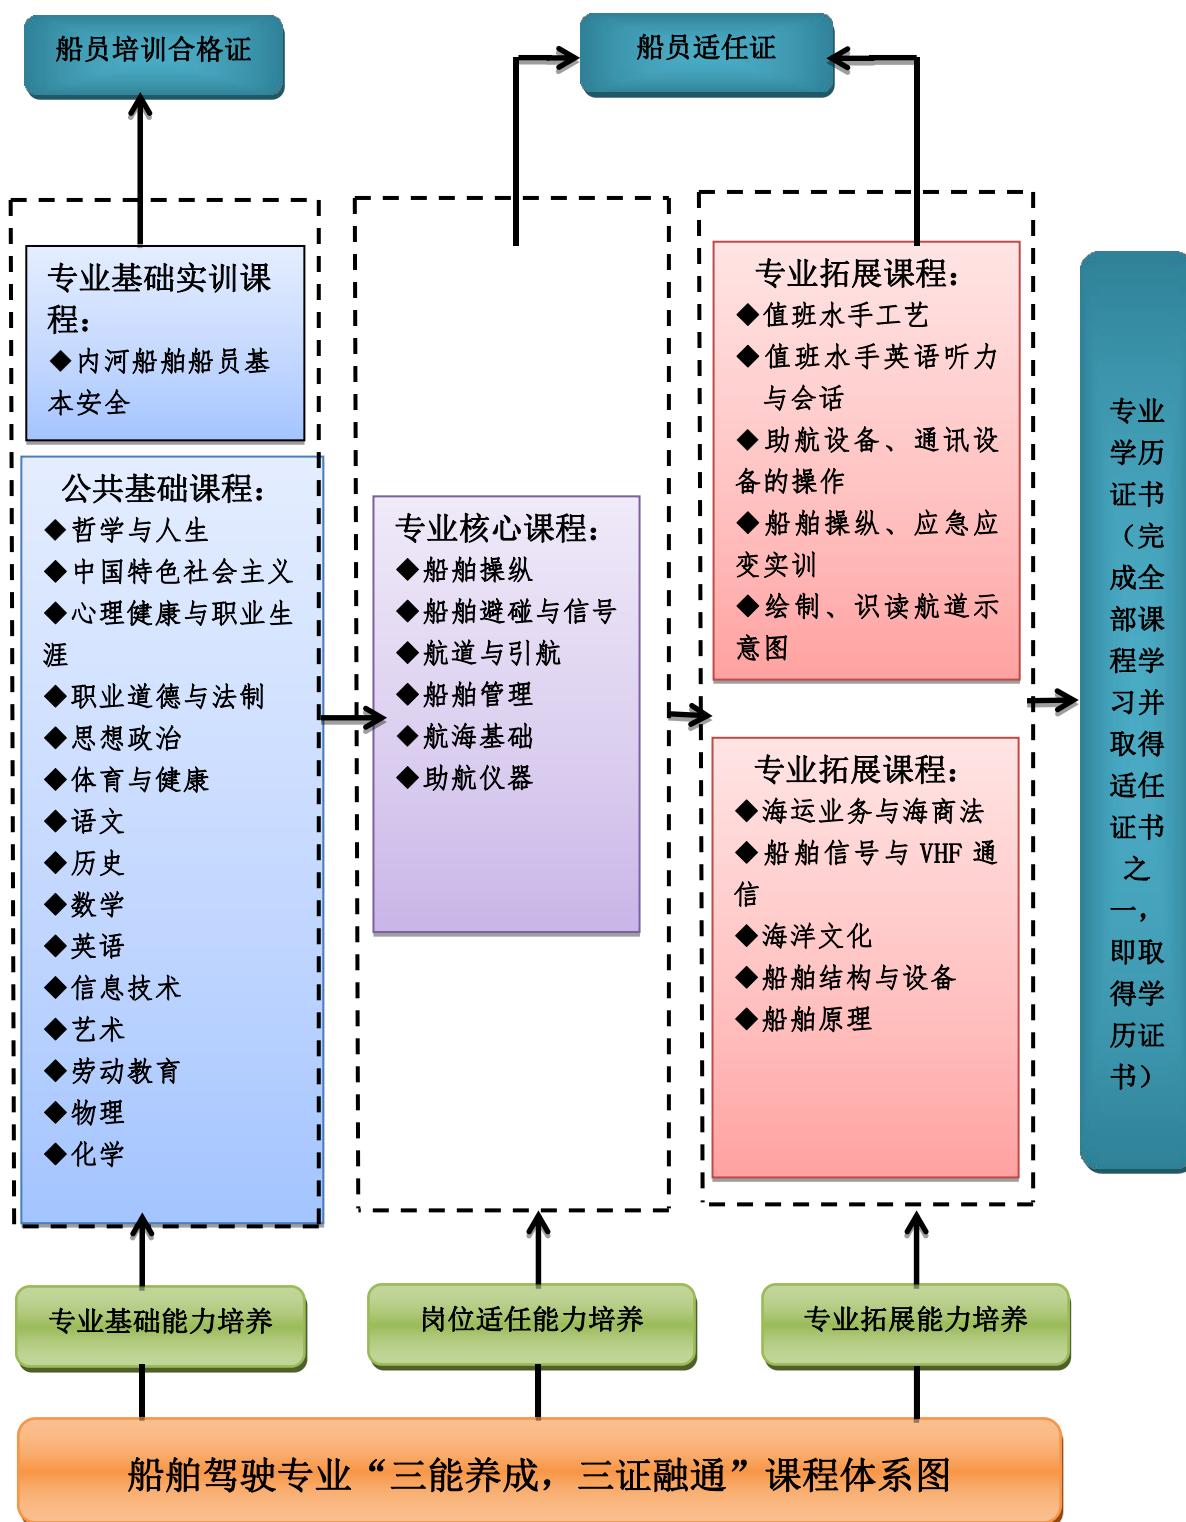 船员培训合格证
船员适任证
专业基础实训课
程：
◆内河船舶船员基
本安全
公共基础课程：
◆哲学与人生
◆中国特色社会主义
◆心理健康与职业生
涯
◆职业道德与法制
◆思想政治
◆体育与健康
◆语文
◆历史
◆数学
◆英语
◆信息技术
◆艺术
◆劳动教育
◆物理
◆化学
专业核心课程：
◆船舶操纵
◆船舶避碰与信号
◆航道与引航
◆船舶管理
◆航海基础
◆助航仪器
专业拓展课程：
◆值班水手工艺
◆值班水手英语听力
与会话
◆助航设备、通讯设
备的操作
◆船舶操纵、应急应
变实训
◆绘制、识读航道示
意图
专业拓展课程：
◆海运业务与海商法
◆船舶信号与 VHF 通
信
◆海洋文化
◆船舶结构与设备
◆船舶原理
专业
学历
证书
（完
成全
部课
程学
习并
取得
适任
证书
之
一，
即取
得学
历证
书）
专业基础能力培养
岗位适任能力培养
专业拓展能力培养
船舶驾驶专业“三能养成，三证融通”课程体系图